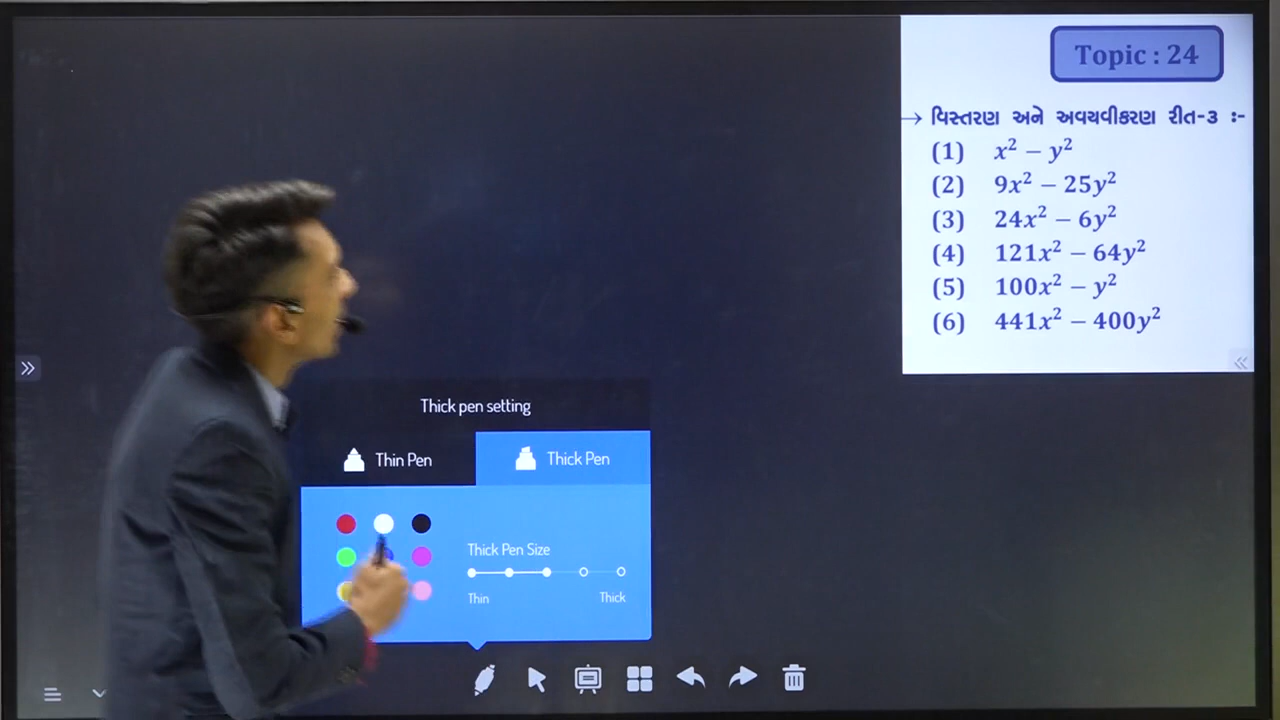 Topic : 24
→ વિસ્તરણ અને અવયવીકરણ રીત-૩ :-
(1) x² − y²
(2) 9x² − 25y²
(3) 24x² − 6y²
(4) 121x² − 64y²
(5) 100x² − y²
(6) 441x² − 400y²
Thick pen setting
Thin Pen
Thick Pen
Thick Pen Size
Thin
Thick